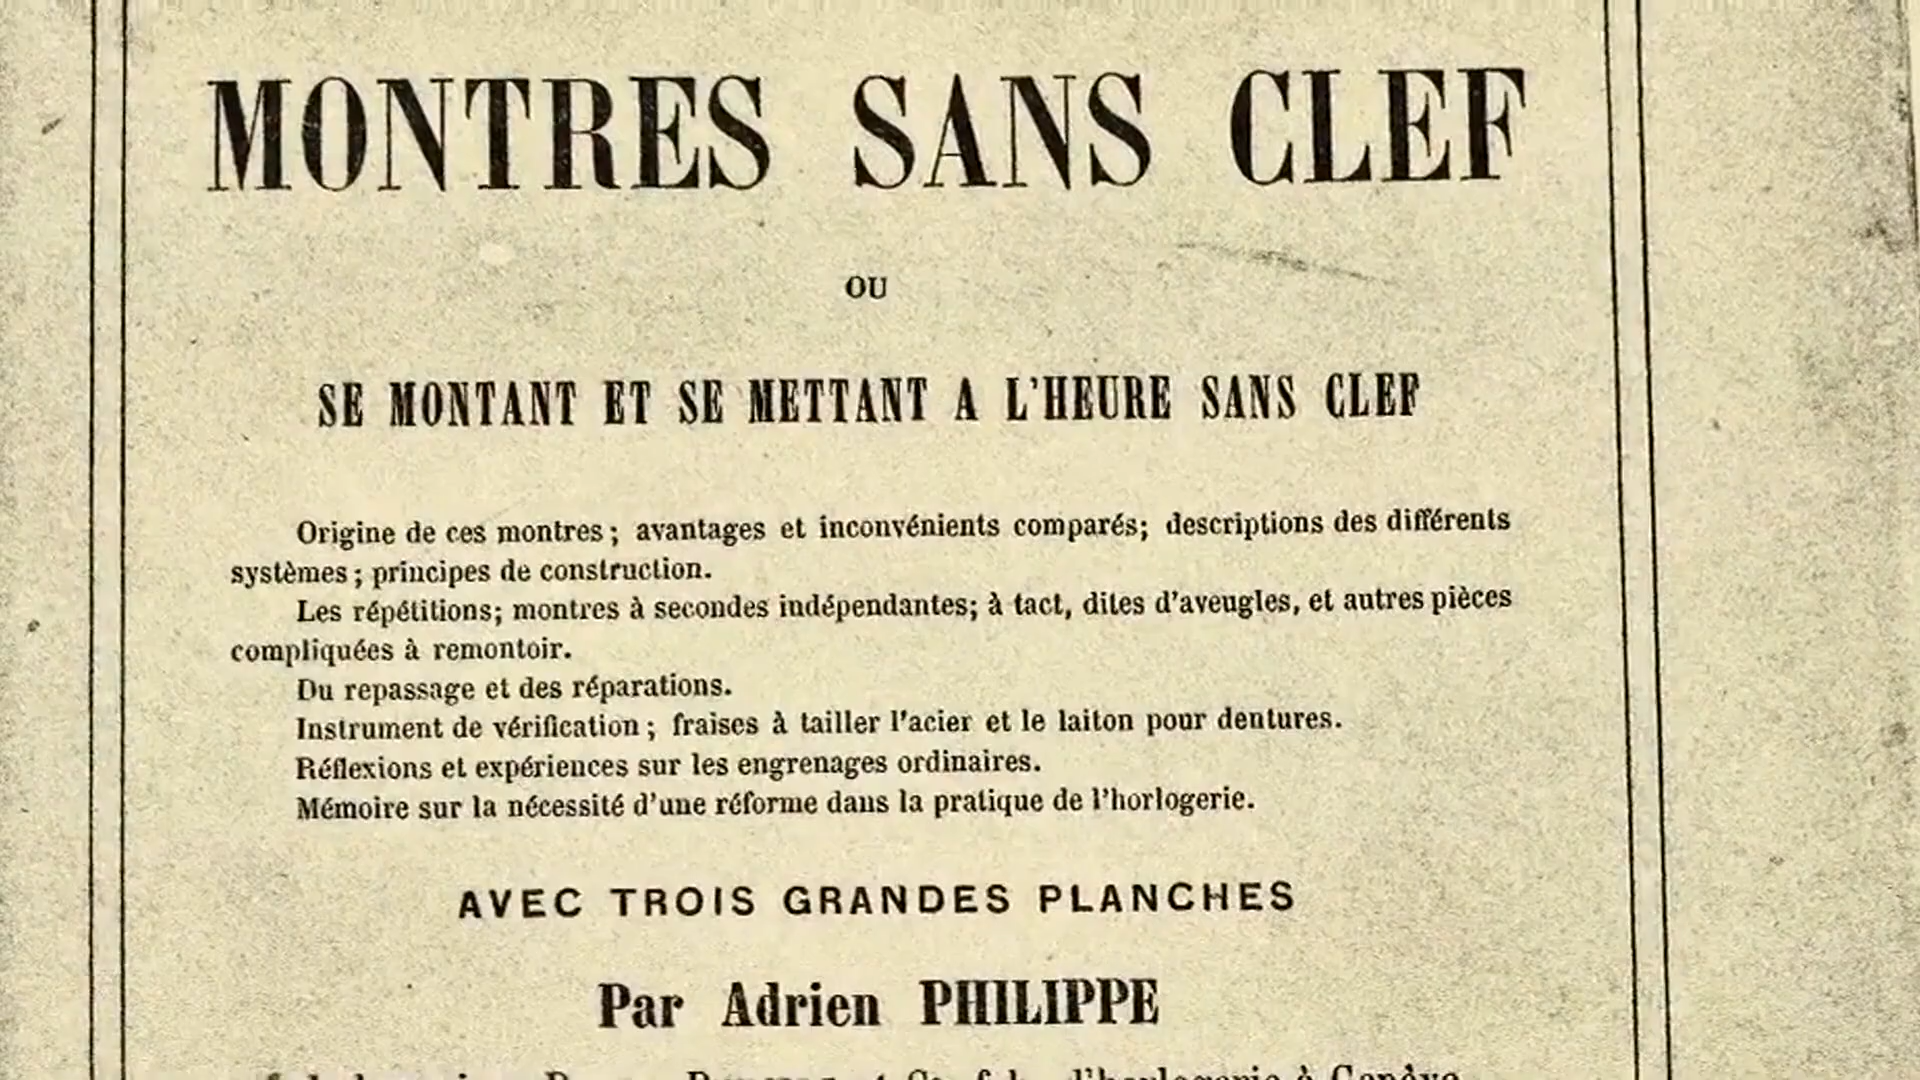 MONTRES SANS CLEF
OU
SE MONTANT ET SE METTANT A L'HEURE SANS CLEF
Origine de ces montres; avantages et inconvénients comparés; descriptions des différents
systèmes; principes de construction.
Les répétitions; montres à secondes indépendantes; à tact, dites d'aveugles, et autres pièces
compliquées à remontoir.
Du repassage et des réparations.
Instrument de vérification; fraises à tailler l'acier et le laiton pour dentures.
Réflexions et expériences sur les engrenages ordinaires.
Mémoire sur la nécessité d'une réforme dans la pratique de l'horlogerie.
AVEC TROIS GRANDES PLANCHES
Par Adrien PHILIPPE
d'horlogerie à Genève